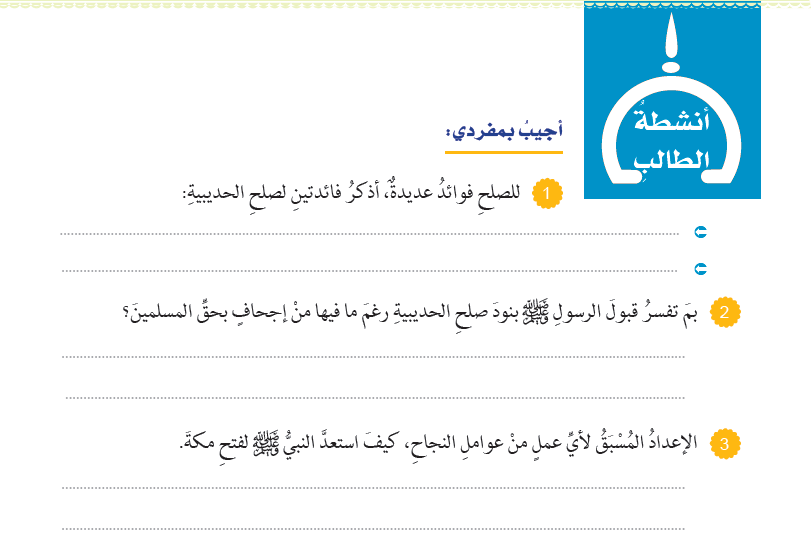 أنشطةُ
الطالبِ
أجيبُ بمفردي:
1 للصلحِ فوائدُ عديدةٌ، أذكرُ فائدتينِ لصلحِ الحديبيةِ:
2 بمَ تفسرُ قبولَ الرسولِ ﷺ بنودَ صلحِ الحديبيةِ رغمَ ما فيها منْ إجحافٍ بحقِّ المسلمينَ؟
3 الإعدادُ المُسْبَقُ لأيِّ عملٍ منْ عواملِ النجاحِ، كيفَ استعدَّ النبيُّ ﷺ لفتحِ مكةَ.